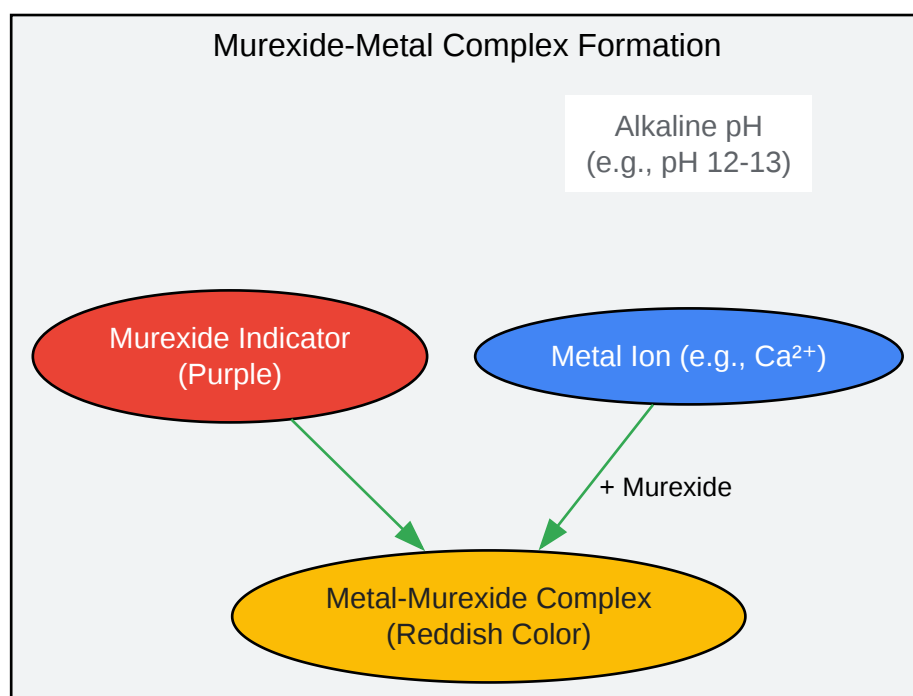 Murexide-Metal Complex Formation
Alkaline pH
(e.g., pH 12-13)
Murexide Indicator
(Purple)
Metal Ion (e.g., Ca²⁺)
+ Murexide
Metal-Murexide Complex
(Reddish Color)